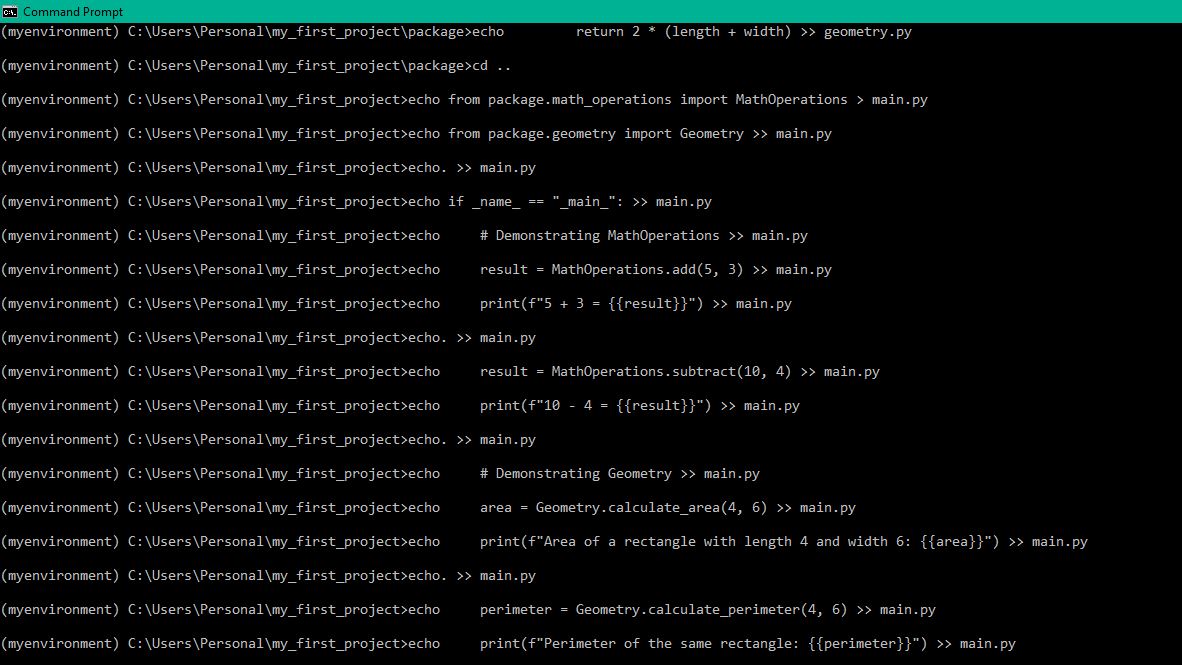 Command Prompt
(myenvironment) C:\Users\Personal\my_first_project\package>echo         return 2 * (length + width) >> geometry.py
(myenvironment) C:\Users\Personal\my_first_project\package>cd ..
(myenvironment) C:\Users\Personal\my_first_project>echo from package.math_operations import MathOperations > main.py
(myenvironment) C:\Users\Personal\my_first_project>echo from package.geometry import Geometry >> main.py
(myenvironment) C:\Users\Personal\my_first_project>echo. >> main.py
(myenvironment) C:\Users\Personal\my_first_project>echo if _name_ == "_main_": >> main.py
(myenvironment) C:\Users\Personal\my_first_project>echo     # Demonstrating MathOperations >> main.py
(myenvironment) C:\Users\Personal\my_first_project>echo     result = MathOperations.add(5, 3) >> main.py
(myenvironment) C:\Users\Personal\my_first_project>echo     print(f"5 + 3 = {{result}}") >> main.py
(myenvironment) C:\Users\Personal\my_first_project>echo. >> main.py
(myenvironment) C:\Users\Personal\my_first_project>echo     result = MathOperations.subtract(10, 4) >> main.py
(myenvironment) C:\Users\Personal\my_first_project>echo     print(f"10 - 4 = {{result}}") >> main.py
(myenvironment) C:\Users\Personal\my_first_project>echo. >> main.py
(myenvironment) C:\Users\Personal\my_first_project>echo     # Demonstrating Geometry >> main.py
(myenvironment) C:\Users\Personal\my_first_project>echo     area = Geometry.calculate_area(4, 6) >> main.py
(myenvironment) C:\Users\Personal\my_first_project>echo     print(f"Area of a rectangle with length 4 and width 6: {{area}}") >> main.py
(myenvironment) C:\Users\Personal\my_first_project>echo. >> main.py
(myenvironment) C:\Users\Personal\my_first_project>echo     perimeter = Geometry.calculate_perimeter(4, 6) >> main.py
(myenvironment) C:\Users\Personal\my_first_project>echo     print(f"Perimeter of the same rectangle: {{perimeter}}") >> main.py